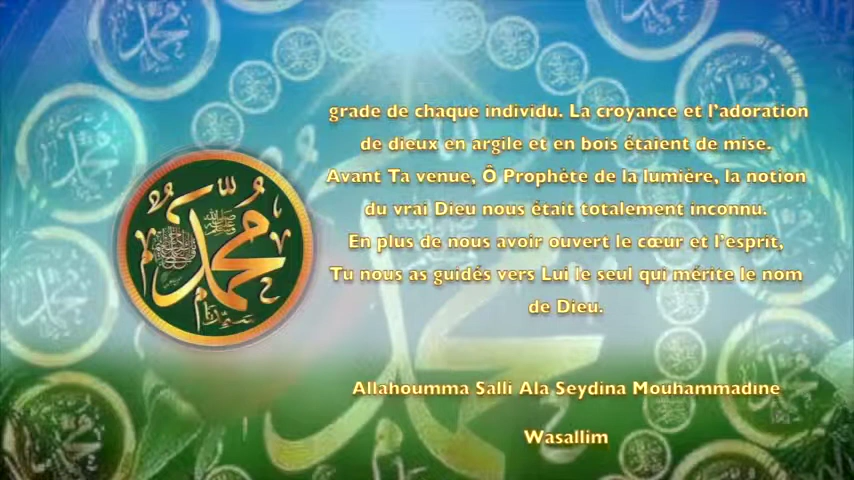 محمد
grade de chaque individu. La croyance et l'adoration
de dieux en argile et en bois étaient de mise.
Avant Ta venue, Ô Prophète de la lumière, la notion
du vrai Dieu nous était totalement inconnu.
En plus de nous avoir ouvert le cœur et l'esprit,
Tu nous as guidés vers Lui le seul qui mérite le nom
de Dieu.
Allahoumma Salli Ala Seydina Mouhammadine
Wasallim